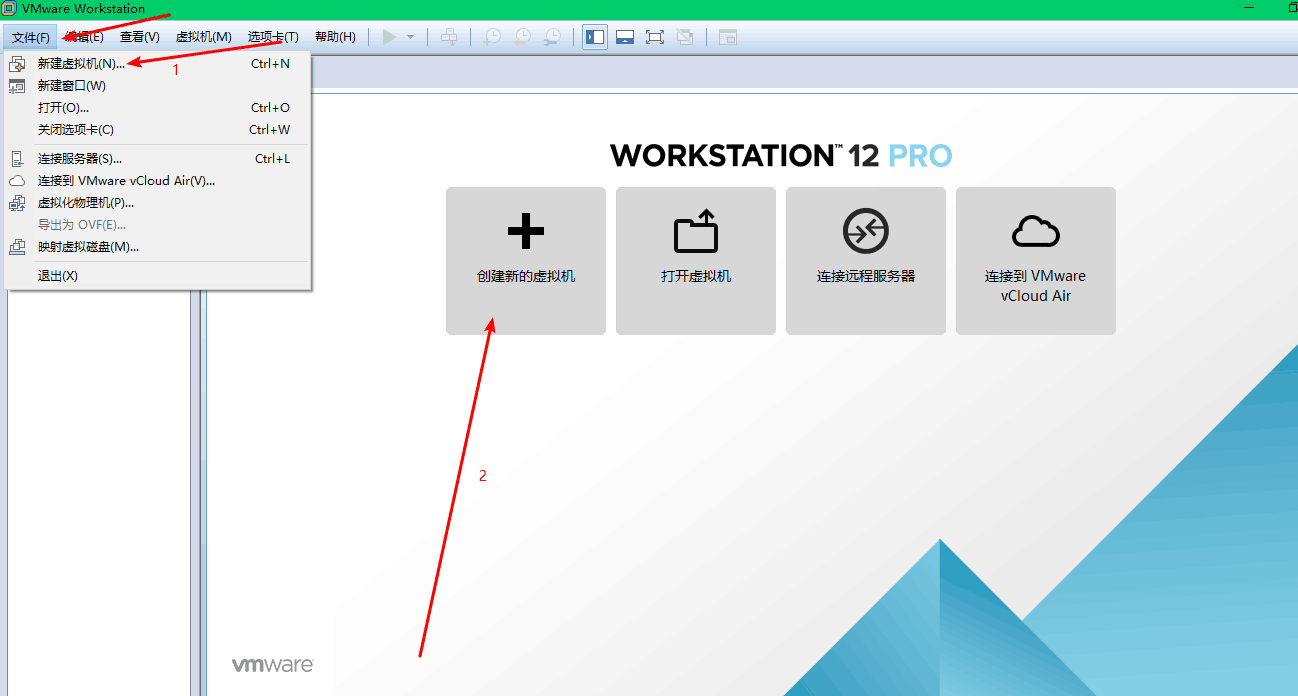 VMware Workstation
文件(F) 编辑(E) 查看(V) 虚拟机(M) 选项卡(T) 帮助(H)
新建虚拟机(N)... Ctrl+N
1
新建窗口(W)
打开(O)... Ctrl+O
关闭选项卡(C) Ctrl+W
连接服务器(S)... Ctrl+L
连接到 VMware vCloud Air(V)...
虚拟化物理机(P)...
导出为 OVF(E)...
映射虚拟磁盘(M)...
退出(X)
WORKSTATION™ 12 PRO
创建新的虚拟机
打开虚拟机
连接远程服务器
连接到 VMware
vCloud Air
2
vmware